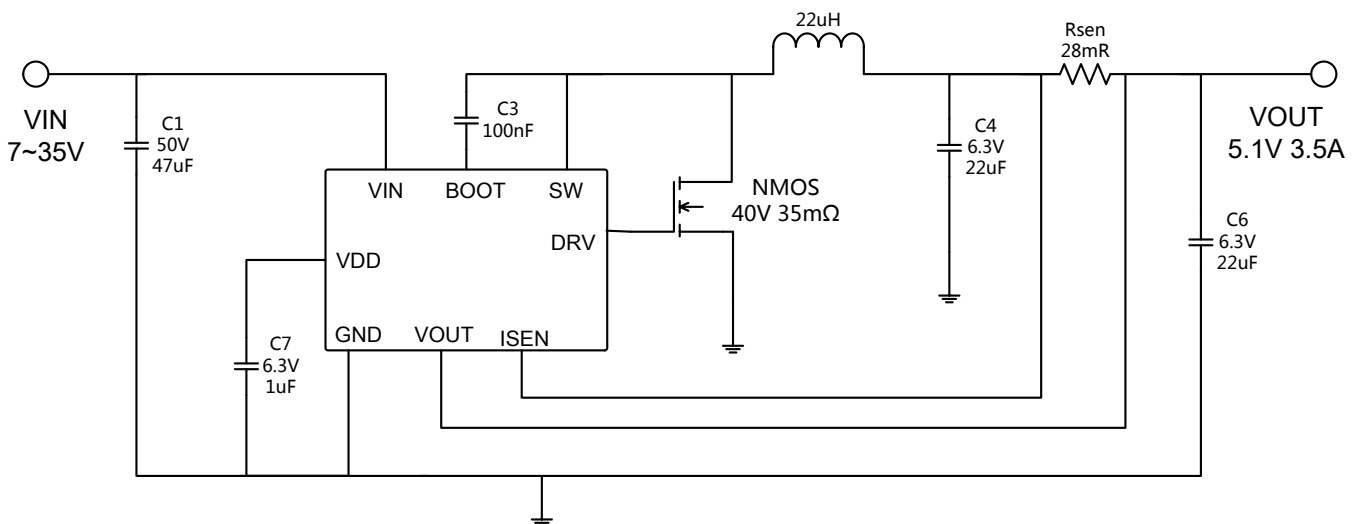 22uH
Rsen
28mR
VIN
7~35V
C1
50V
47uF
C3
100nF
C4
6.3V
22uF
VOUT
5.1V 3.5A
VIN
BOOT
SW
NMOS
40V 35mΩ
DRV
VDD
C6
6.3V
22uF
GND
VOUT
ISEN
C7
6.3V
1uF